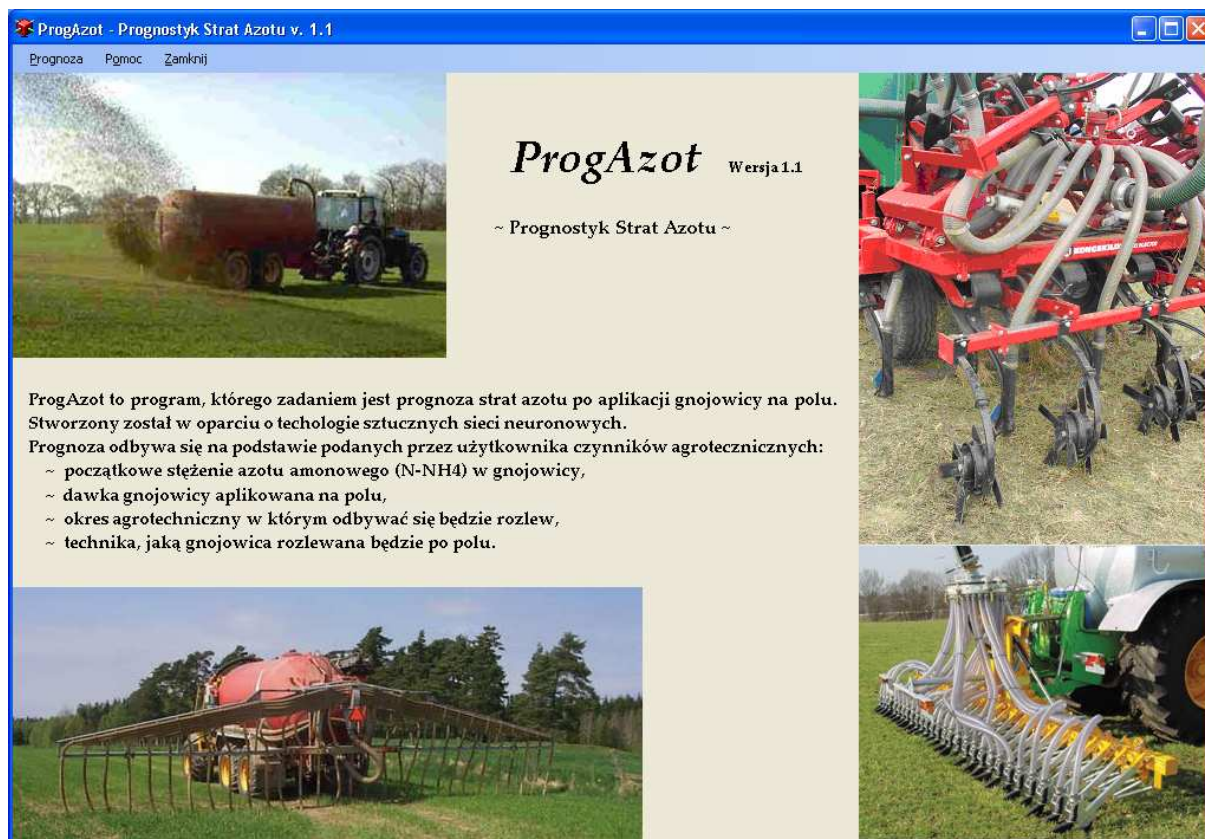 ProgAzot - Prognostyk Strat Azotu v. 1.1
Prognoza Pomoc Zamknij
ProgAzot Wersja 1.1
~ Prognostyk Strat Azotu ~
KONGSKILDE
ProgAzot to program, którego zadaniem jest prognoza strat azotu po aplikacji gnojowicy na polu.
Stworzony został w oparciu o techologie sztucznych sieci neuronowych.
Prognoza odbywa się na podstawie podanych przez użytkownika czynników agrotecznicznych:
~ początkowe stężenie azotu amonowego (N-NH4) w gnojowicy,
~ dawka gnojowicy aplikowana na polu,
~ okres agrotechniczny w którym odbywać się będzie rozlew,
~ technika, jaką gnojowica rozlewana będzie po polu.